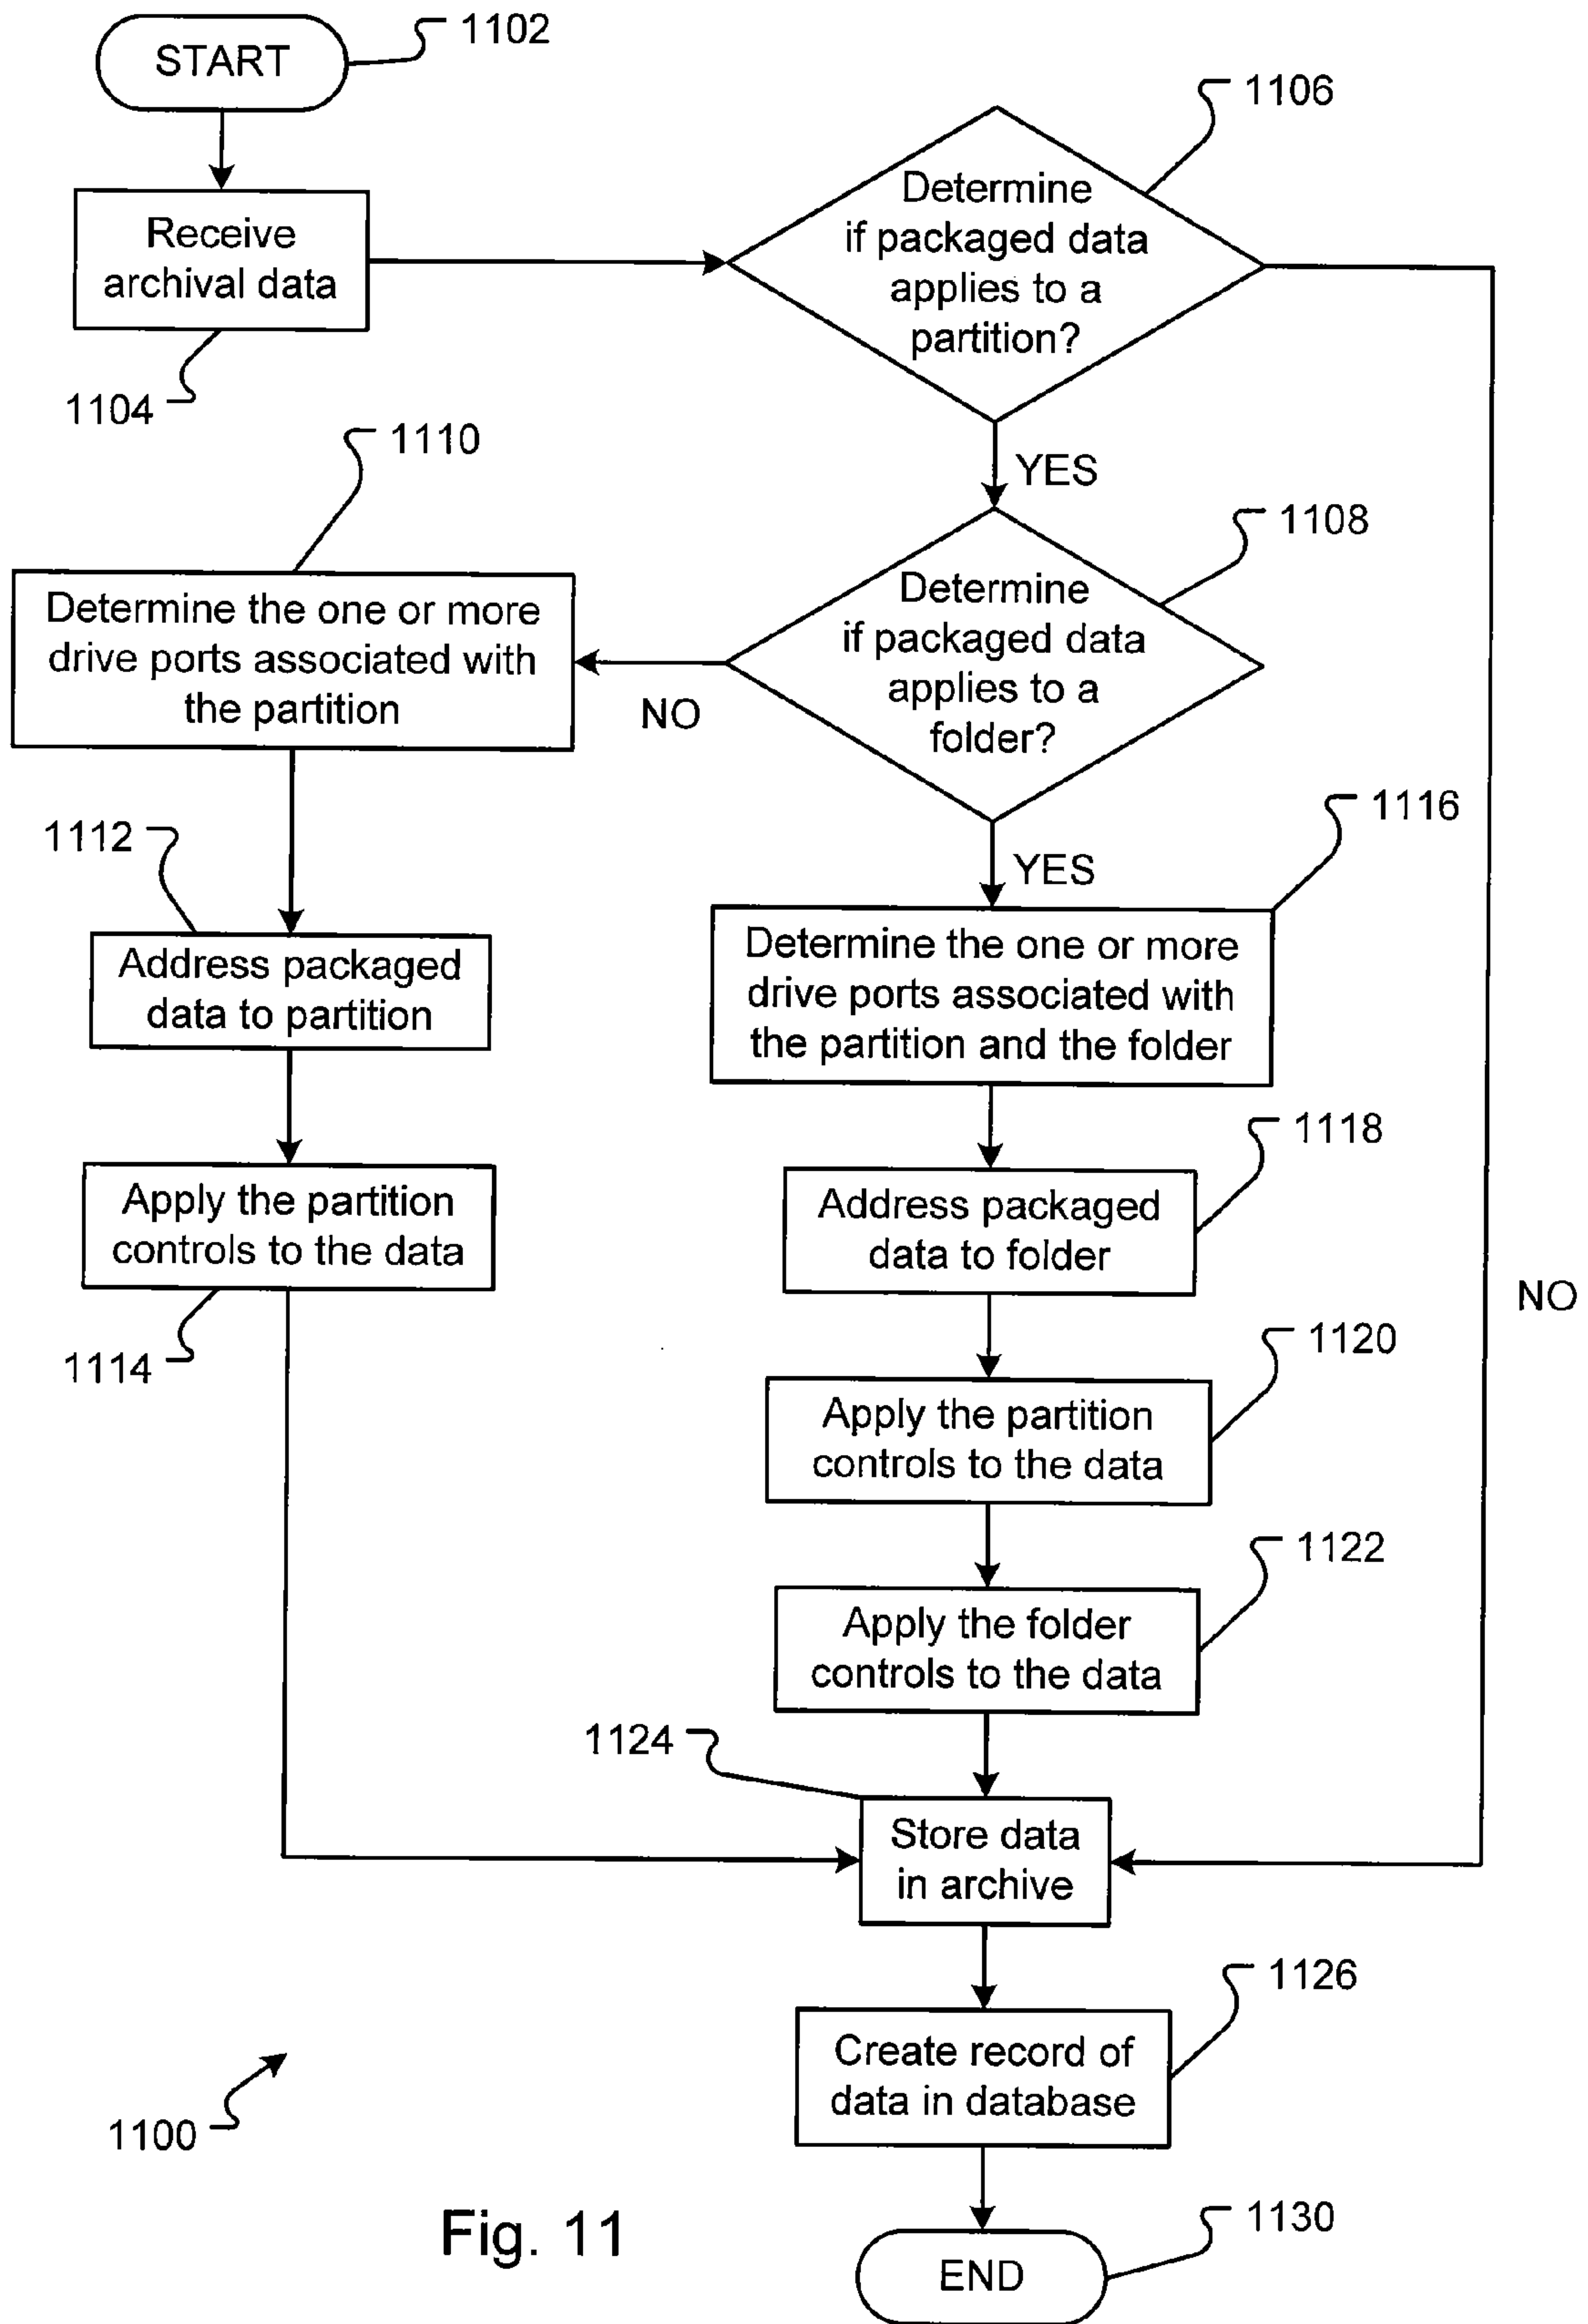 START
1102
Receive
archival data
1104
1106
Determine
if packaged data
applies to a
partition?
YES
1108
Determine
if packaged data
applies to a
folder?
NO
1110
Determine the one or more
drive ports associated with
the partition
1112
Address packaged
data to partition
Apply the partition
controls to the data
1114
YES
1116
Determine the one or more
drive ports associated with
the partition and the folder
1118
Address packaged
data to folder
NO
1120
Apply the partition
controls to the data
1122
Apply the folder
controls to the data
1124
Store data
in archive
1126
Create record of
data in database
1100
Fig. 11
1130
END